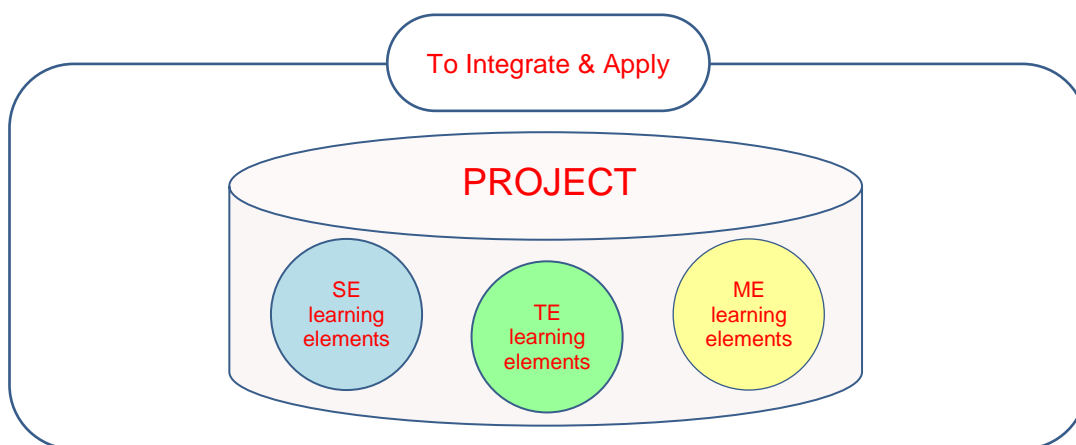 To Integrate & Apply
PROJECT
SE
learning
elements
TE
learning
elements
ME
learning
elements